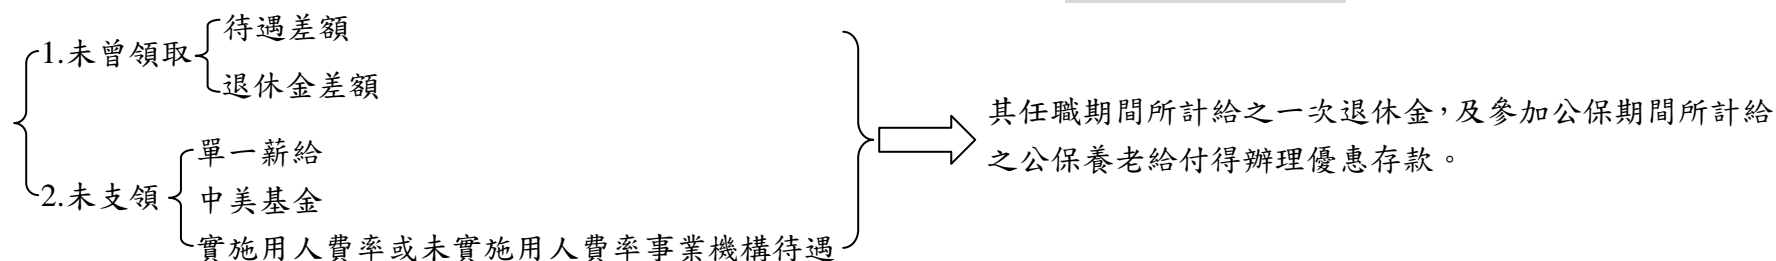 1.未曾領取
待遇差額
退休金差額
2.未支領
單一薪給
中美基金
實施用人費率或未實施用人費率事業機構待遇
其任職期間所計給之一次退休金，及參加公保期間所計給
之公保養老給付得辦理優惠存款。